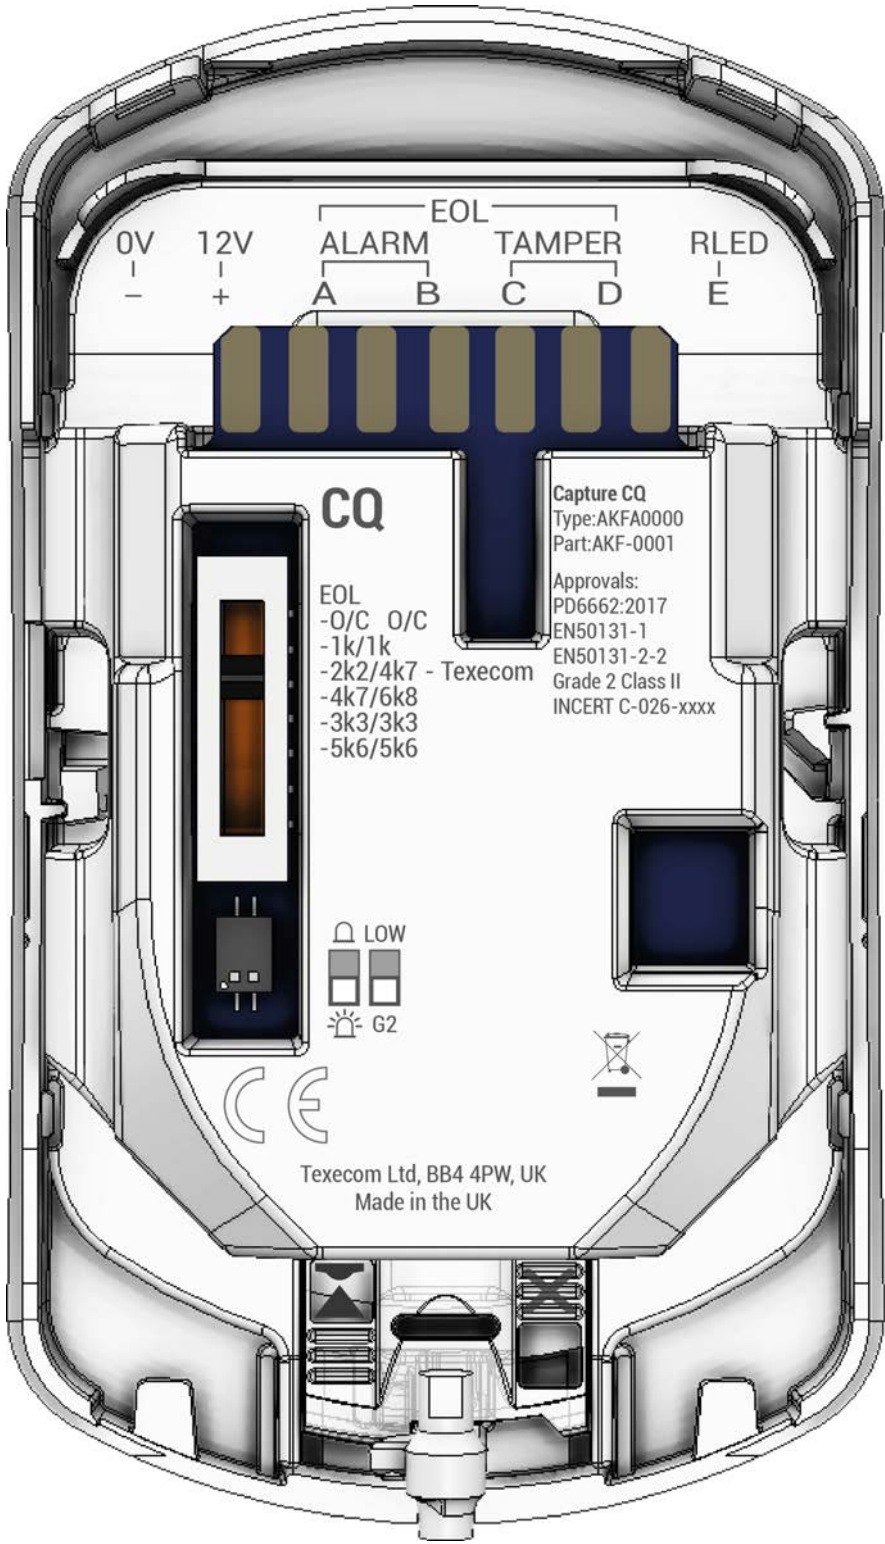 EOL
0V 12V ALARM TAMPER RLED
− + A B C D E
CQ
EOL
-O/C O/C
-1k/1k
-2k2/4k7 - Texecom
-4k7/6k8
-3k3/3k3
-5k6/5k6
Capture CQ
Type:AKFA0000
Part:AKF-0001
Approvals:
PD6662:2017
EN50131-1
EN50131-2-2
Grade 2 Class II
INCERT C-026-xxxx
LOW
G2
CE
Texecom Ltd, BB4 4PW, UK
Made in the UK